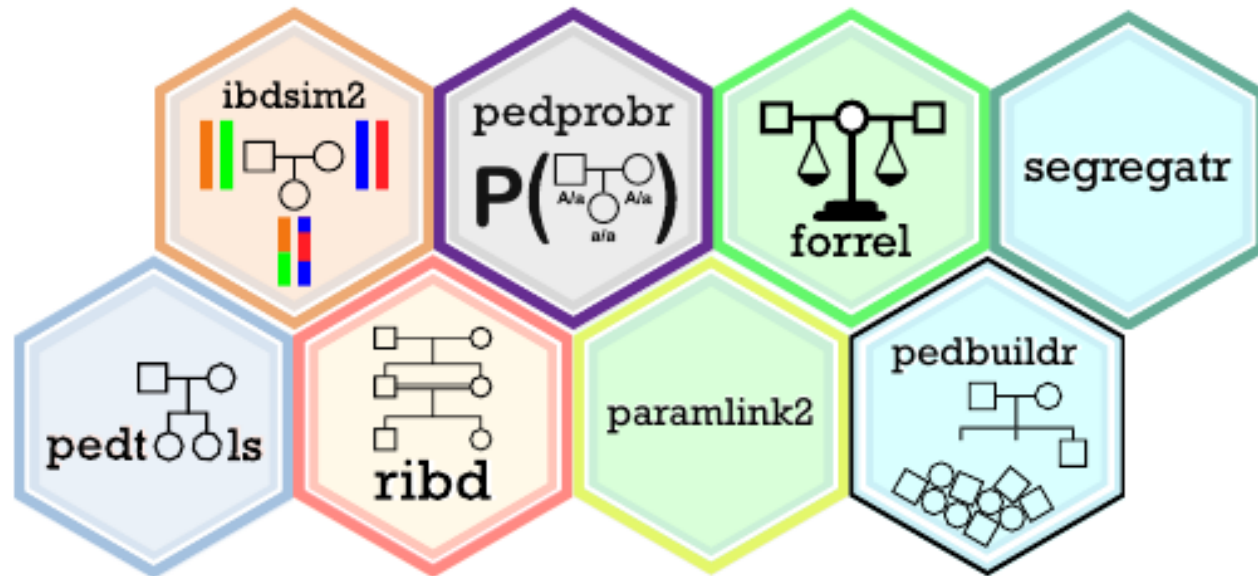 ibdsim2
pedprobr
P(
A/a
A/a
a/a
)
forrel
segregatr
pedtools
ribd
paramlink2
pedbuildr